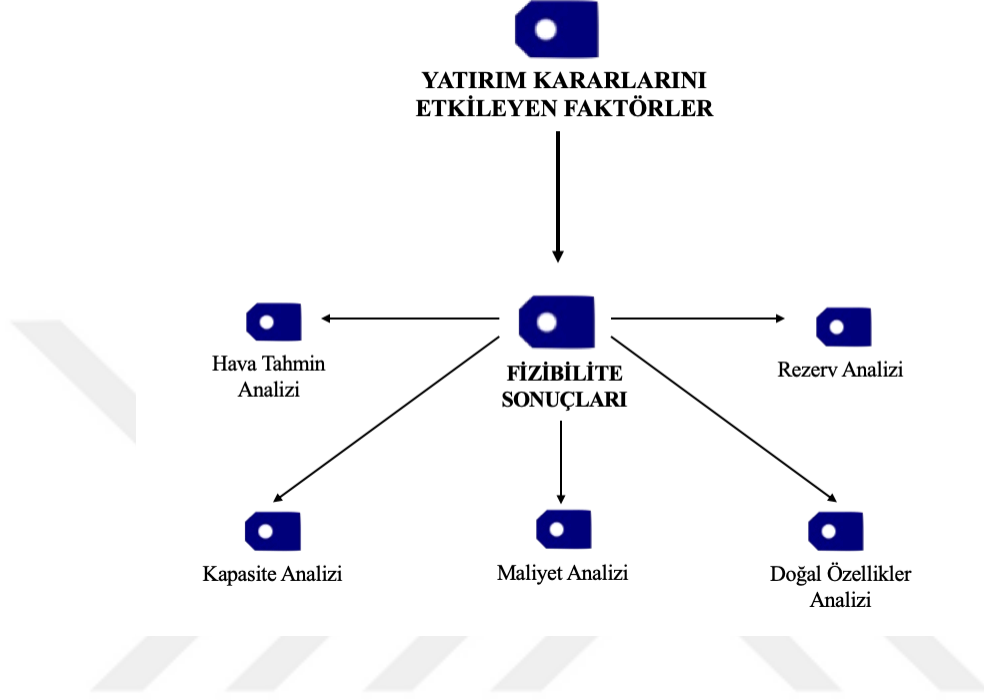 YATIRIM KARARLARINI
ETKİLEYEN FAKTÖRLER
Hava Tahmin
Analizi
FİZİBİLİTE
SONUÇLARI
Rezerv Analizi
Kapasite Analizi
Maliyet Analizi
Doğal Özellikler
Analizi